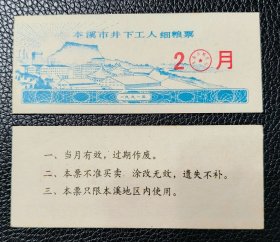 本溪市井下工人细粮票
2月
一九九一年
一、当月有效，过期作废。
二、本票不准买卖，涂改无效，遗失不补。
三、本票只限本溪地区内使用。